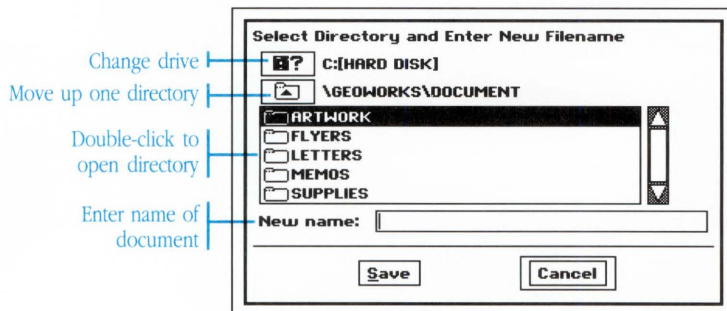 Select Directory and Enter New Filename
Change drive
?
C:[HARD DISK]
Move up one directory
\GEOWORKS\DOCUMENT
ARTWORK
FLYERS
Double-click to
open directory
LETTERS
MEMOS
SUPPLIES
Enter name of
document
New name:
Save
Cancel